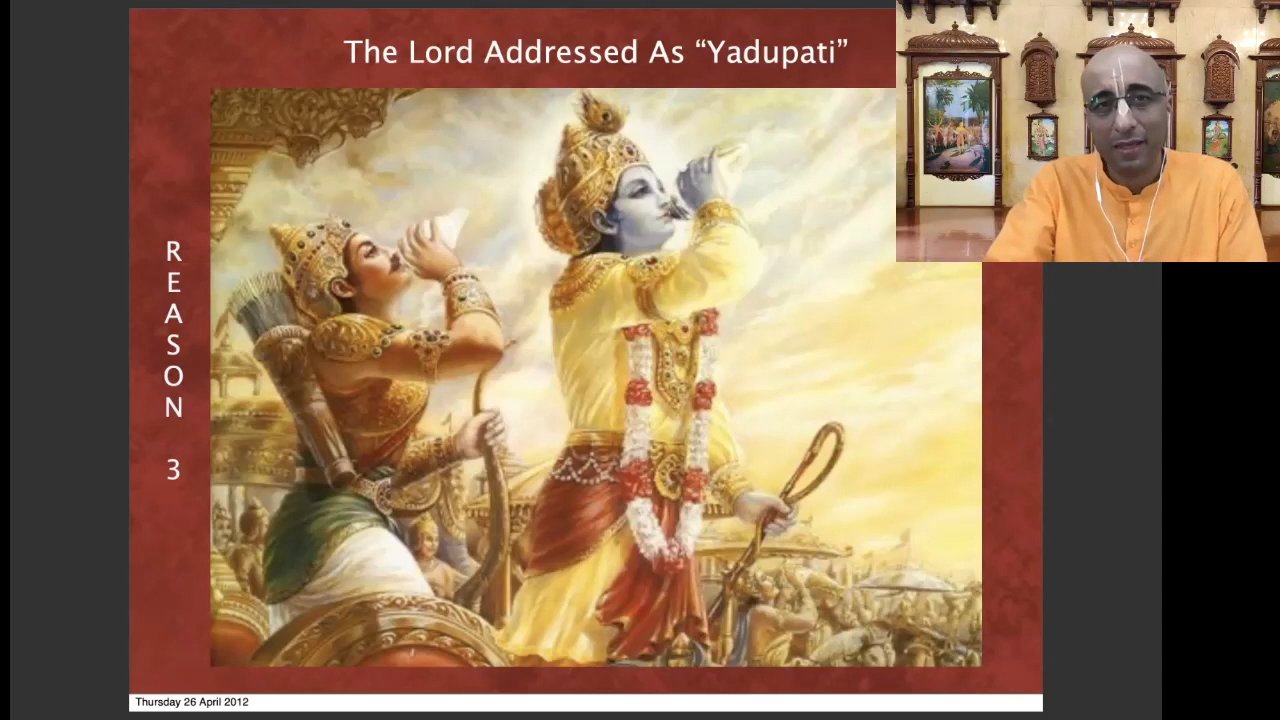 The Lord Addressed As “Yadupati”
R
E
A
S
O
N
3
Thursday 26 April 2012